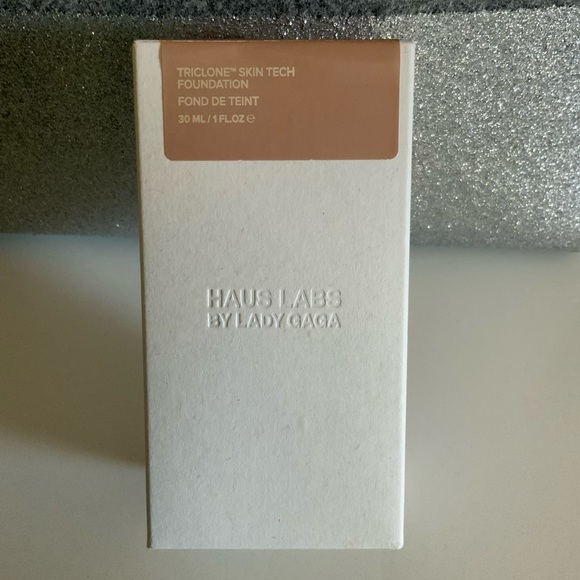 TRICLONE™ SKIN TECH
FOUNDATION
FOND DE TEINT
30 ML / 1 FL.OZ ℮
HAUS LABS
BY LADY GAGA